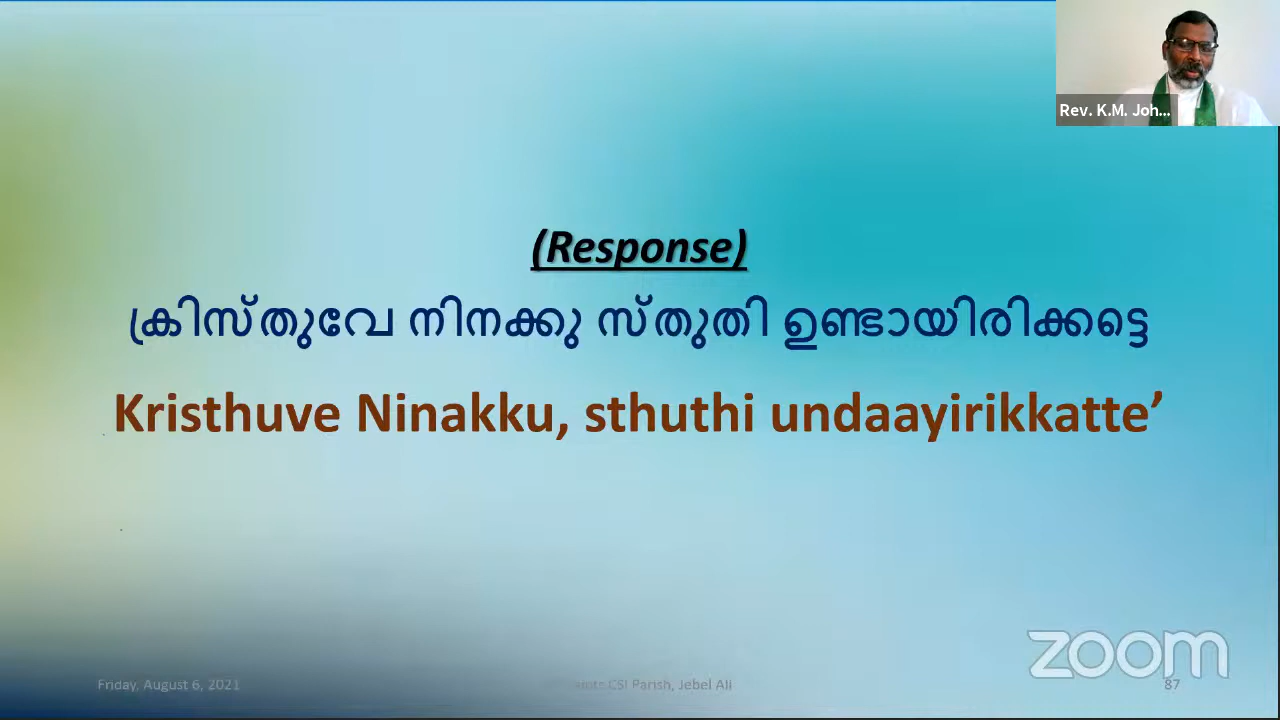 Rev. K.M. Joh...
(Response)
ക്രിസ്തുവേ നിനക്കു സ്തുതി ഉണ്ടായിരിക്കട്ടെ
Kristhuve Ninakku, sthuthi undaayirikkatte’
zoom
Friday, August 6, 2021
CSI Parish, Jebel Ali
87